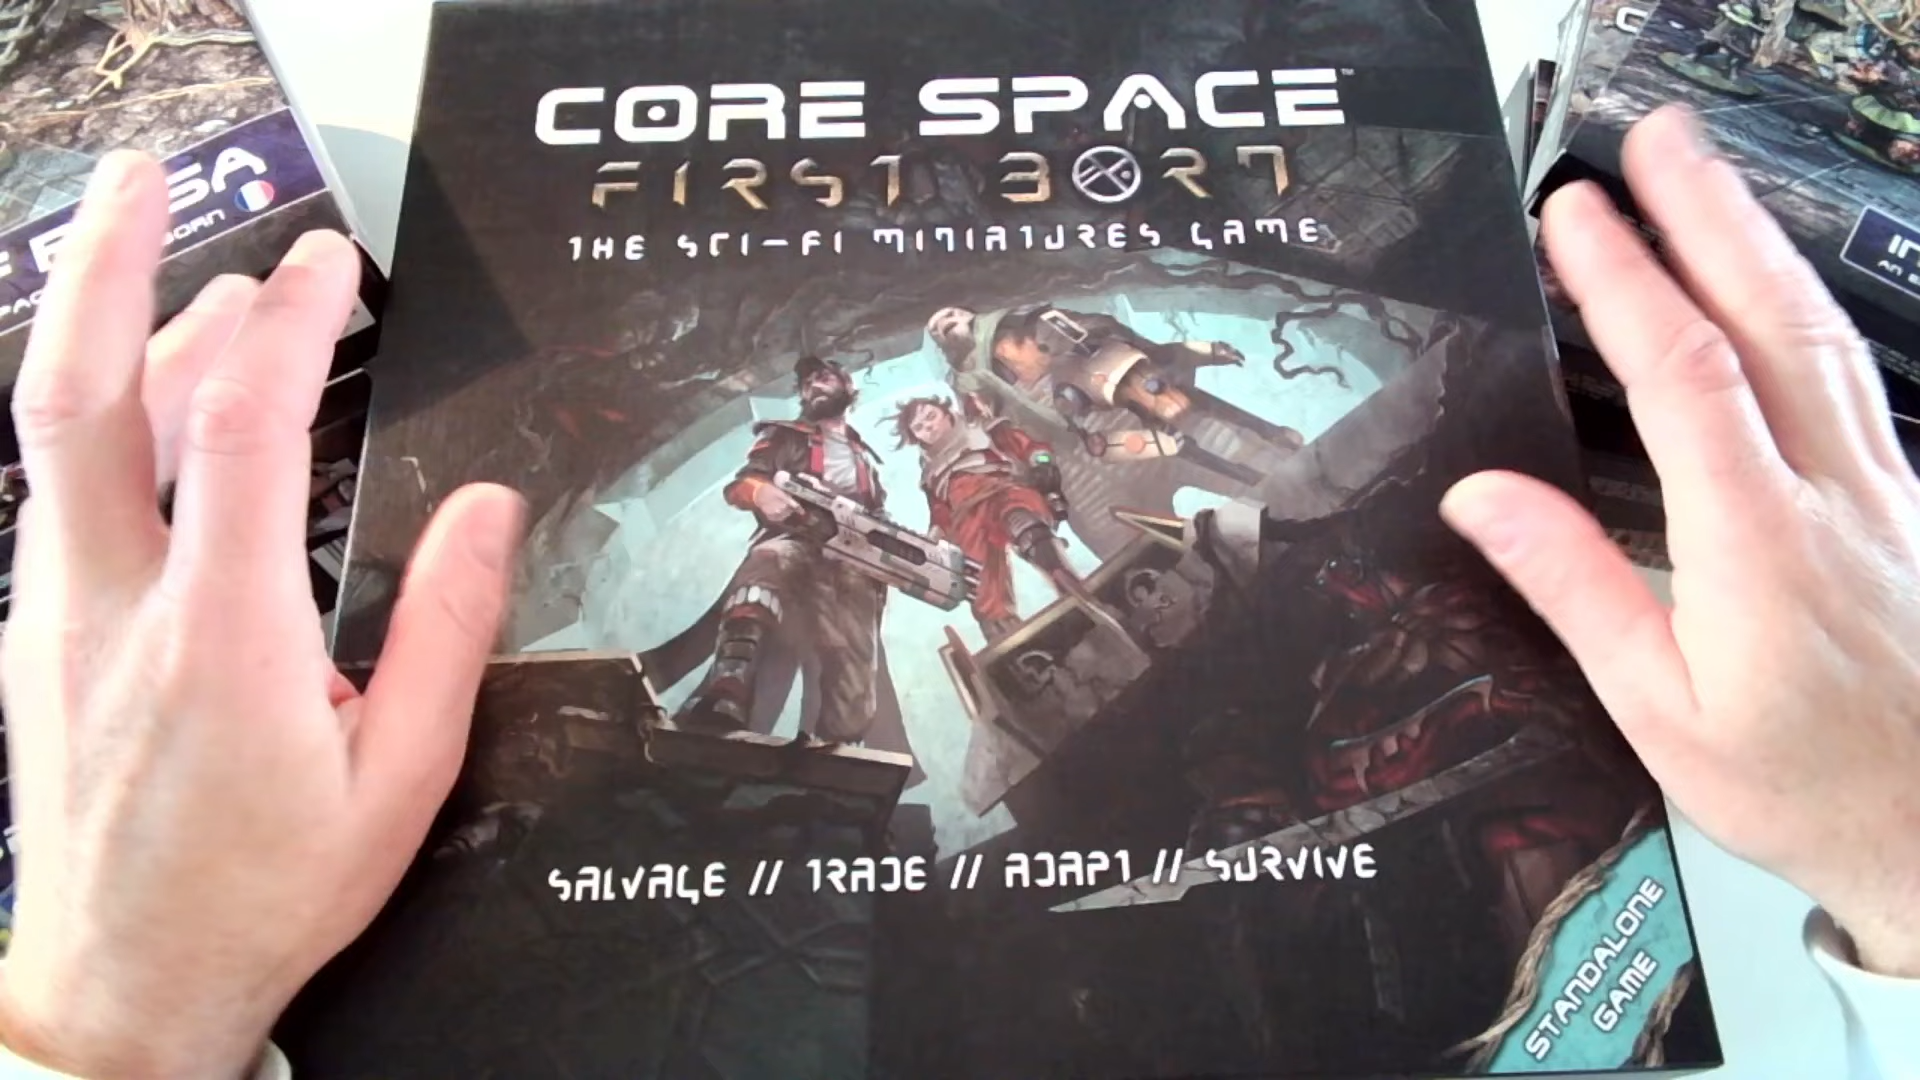 CORE SPACE™
FIRST BORN
THE SCI-FI MINIATURES GAME
SALVAGE // TRADE // ADAPT // SURVIVE
STANDALONE
GAME